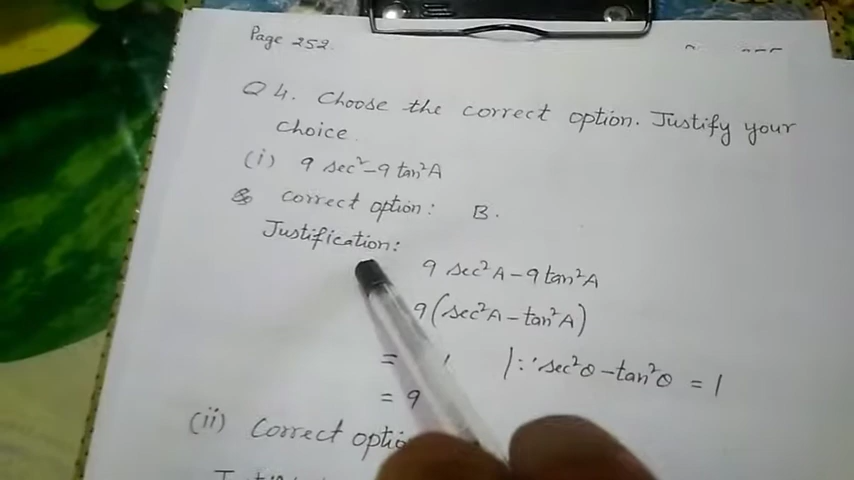 Page 252
Q 4. Choose the correct option. Justify your
choice.
(i) 9 sec² - 9 tan²A
correct option: B.
Justification:
9 sec²A - 9 tan²A
9(sec²A - tan²A)
= |∵ sec²θ - tan²θ = 1
= 9
(ii) Correct